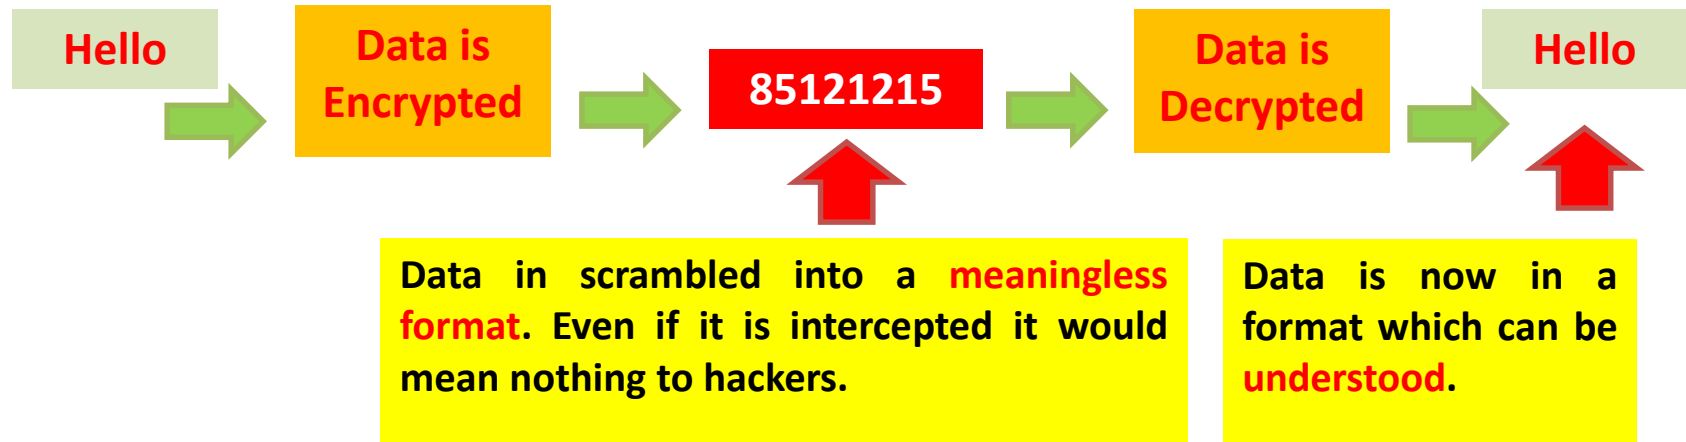 Hello
Data is
Encrypted
85121215
Data is
Decrypted
Hello
Data in scrambled into a meaningless
format. Even if it is intercepted it would
mean nothing to hackers.
Data is now in a
format which can be
understood.